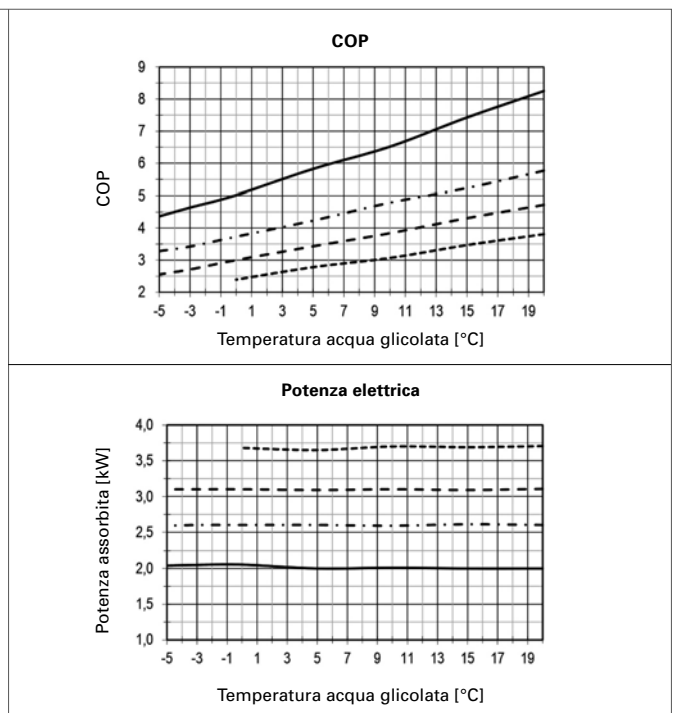 COP
9
8
7
6
5
4
3
2
COP
-5 -3 -1 1 3 5 7 9 11 13 15 17 19
Temperatura acqua glicolata [°C]
Potenza elettrica
4,0
3,5
3,0
2,5
2,0
1,5
1,0
Potenza assorbita [kW]
-5 -3 -1 1 3 5 7 9 11 13 15 17 19
Temperatura acqua glicolata [°C]